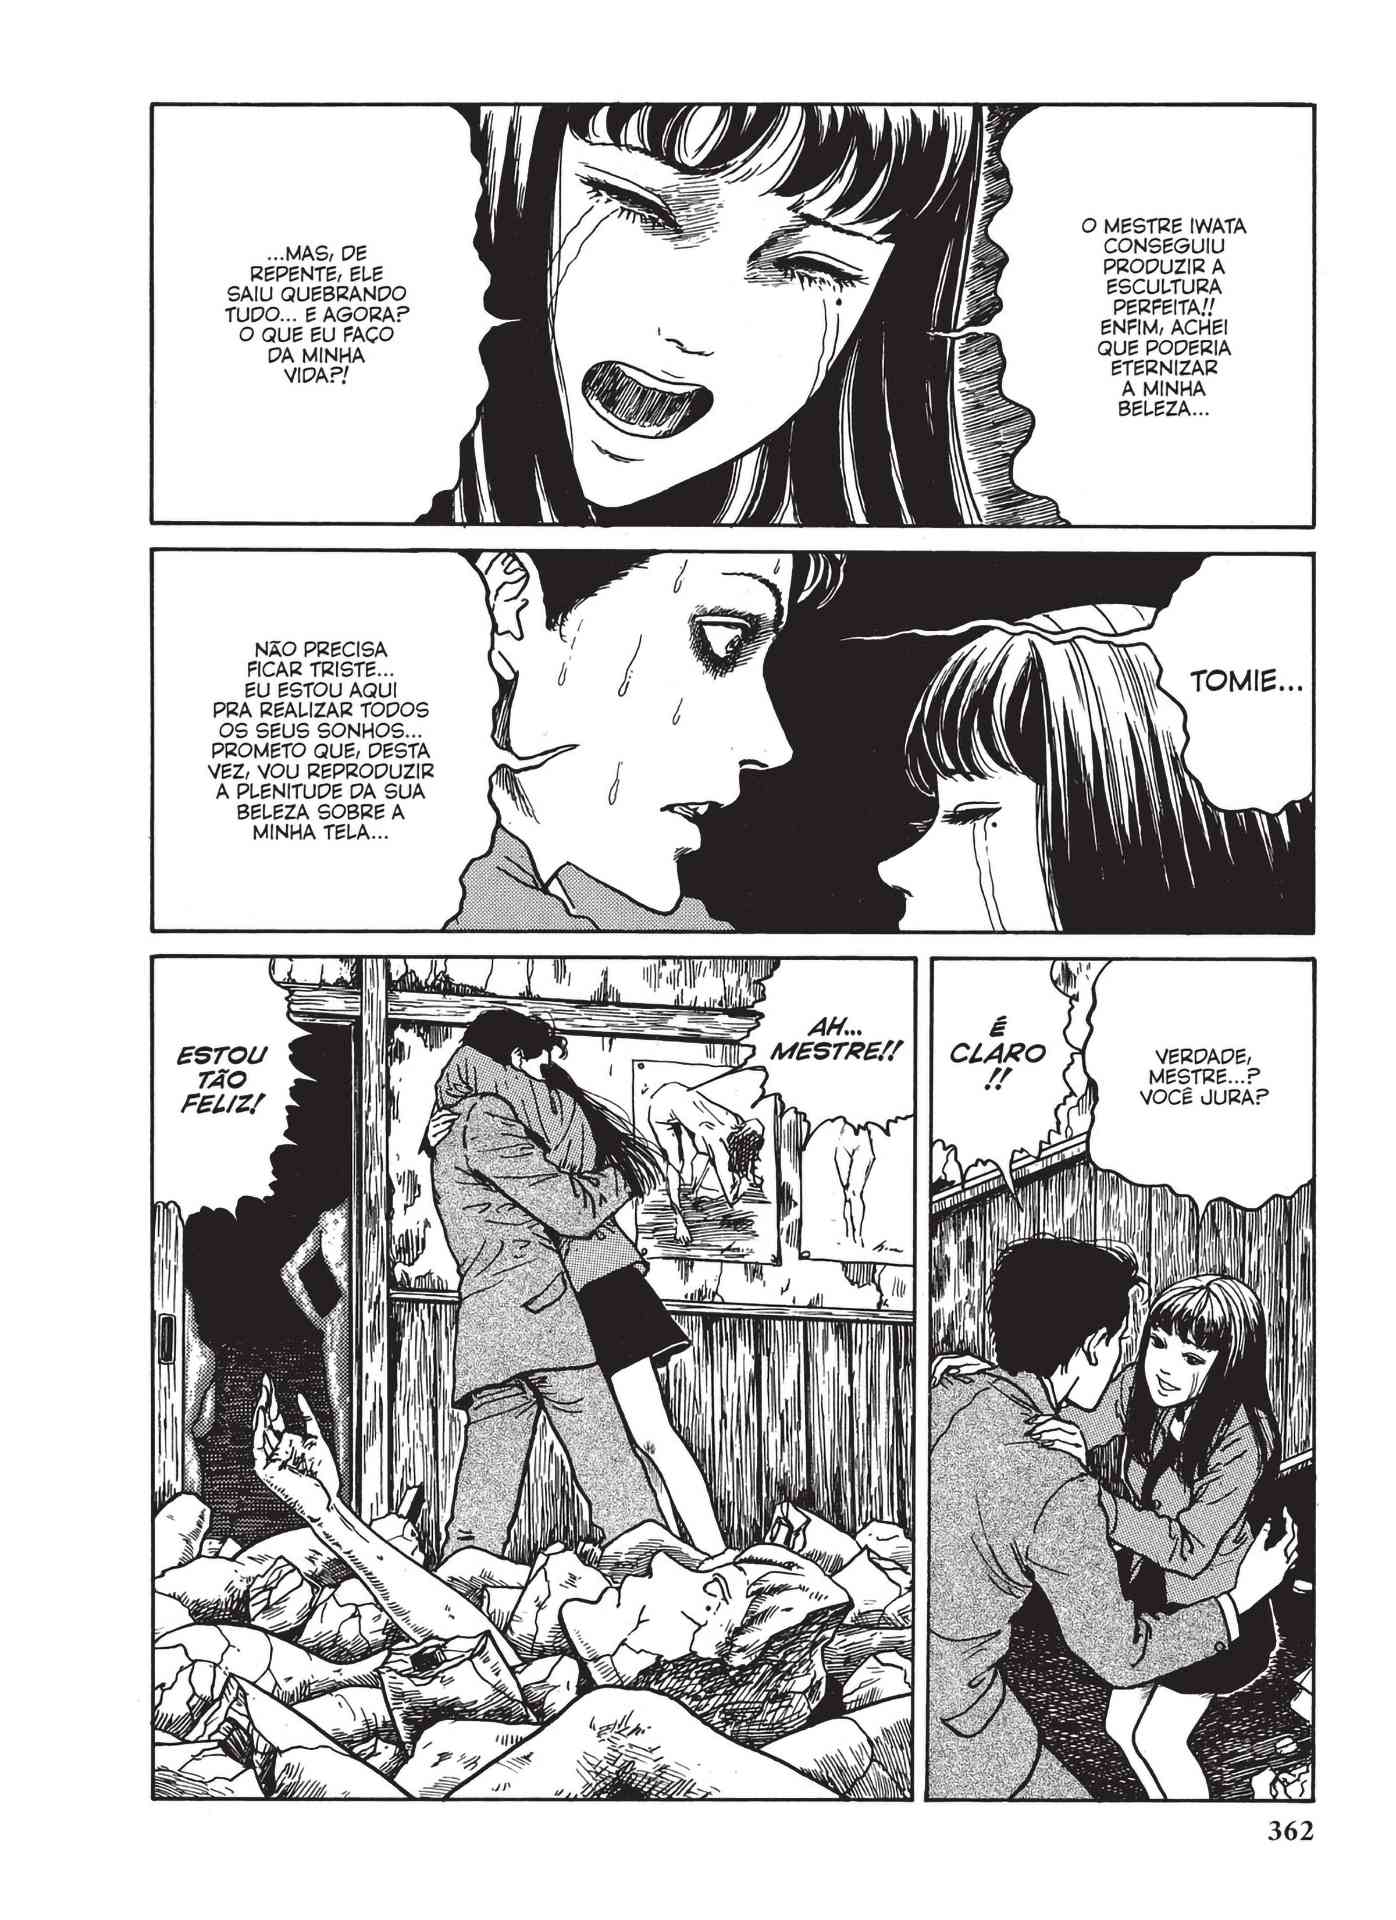 O MESTRE IWATA
CONSEGUIU
PRODUZIR A
ESCULTURA
PERFEITA!!
ENFIM, ACHEI
QUE PODERIA
ETERNIZAR
A MINHA
BELEZA...
...MAS, DE
REPENTE, ELE
SAIU QUEBRANDO
TUDO... E AGORA?
O QUE EU FAÇO
DA MINHA
VIDA?!
TOMIE...
NÃO PRECISA
FICAR TRISTE...
EU ESTOU AQUI
PRA REALIZAR TODOS
OS SEUS SONHOS...
PROMETO QUE, DESTA
VEZ, VOU REPRODUZIR
A PLENITUDE DA SUA
BELEZA SOBRE A
MINHA TELA...
VERDADE,
MESTRE...?
VOCÊ JURA?
É
CLARO
!!
AH...
MESTRE!!
ESTOU
TÃO
FELIZ!
362